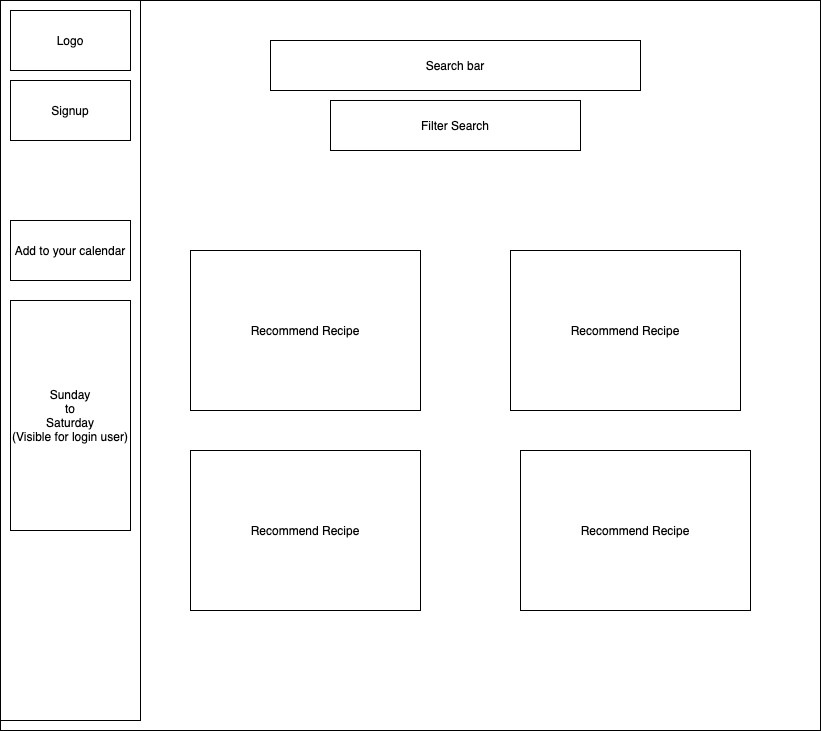 Logo
Signup
Add to your calendar
Sunday
to
Saturday
(Visible for login user)
Search bar
Filter Search
Recommend Recipe
Recommend Recipe
Recommend Recipe
Recommend Recipe